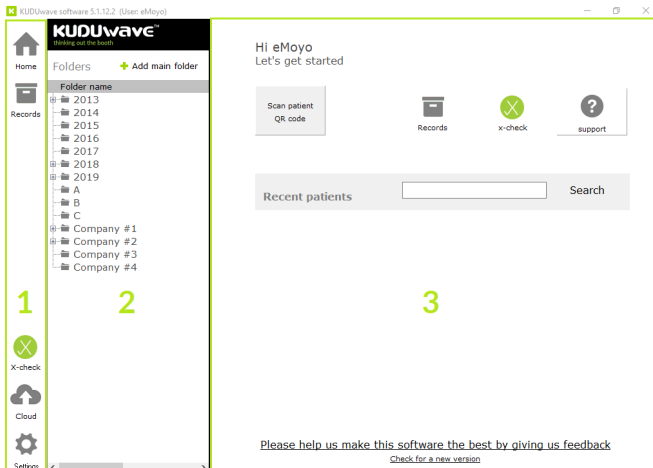 K KUDUwave software 5.1.12.2 (User: eMoyo)
Home
Records
1
X-check
Cloud
Settings
KUDUwave™
thinking out the booth
Folders + Add main folder
Folder name
2013
2014
2015
2016
2017
2018
2019
A
B
C
Company #1
Company #2
Company #3
Company #4
2
Hi eMoyo
Let's get started
Scan patient
QR code
Records
X
x-check
?
support
Recent patients
Search
3
Please help us make this software the best by giving us feedback
Check for a new version